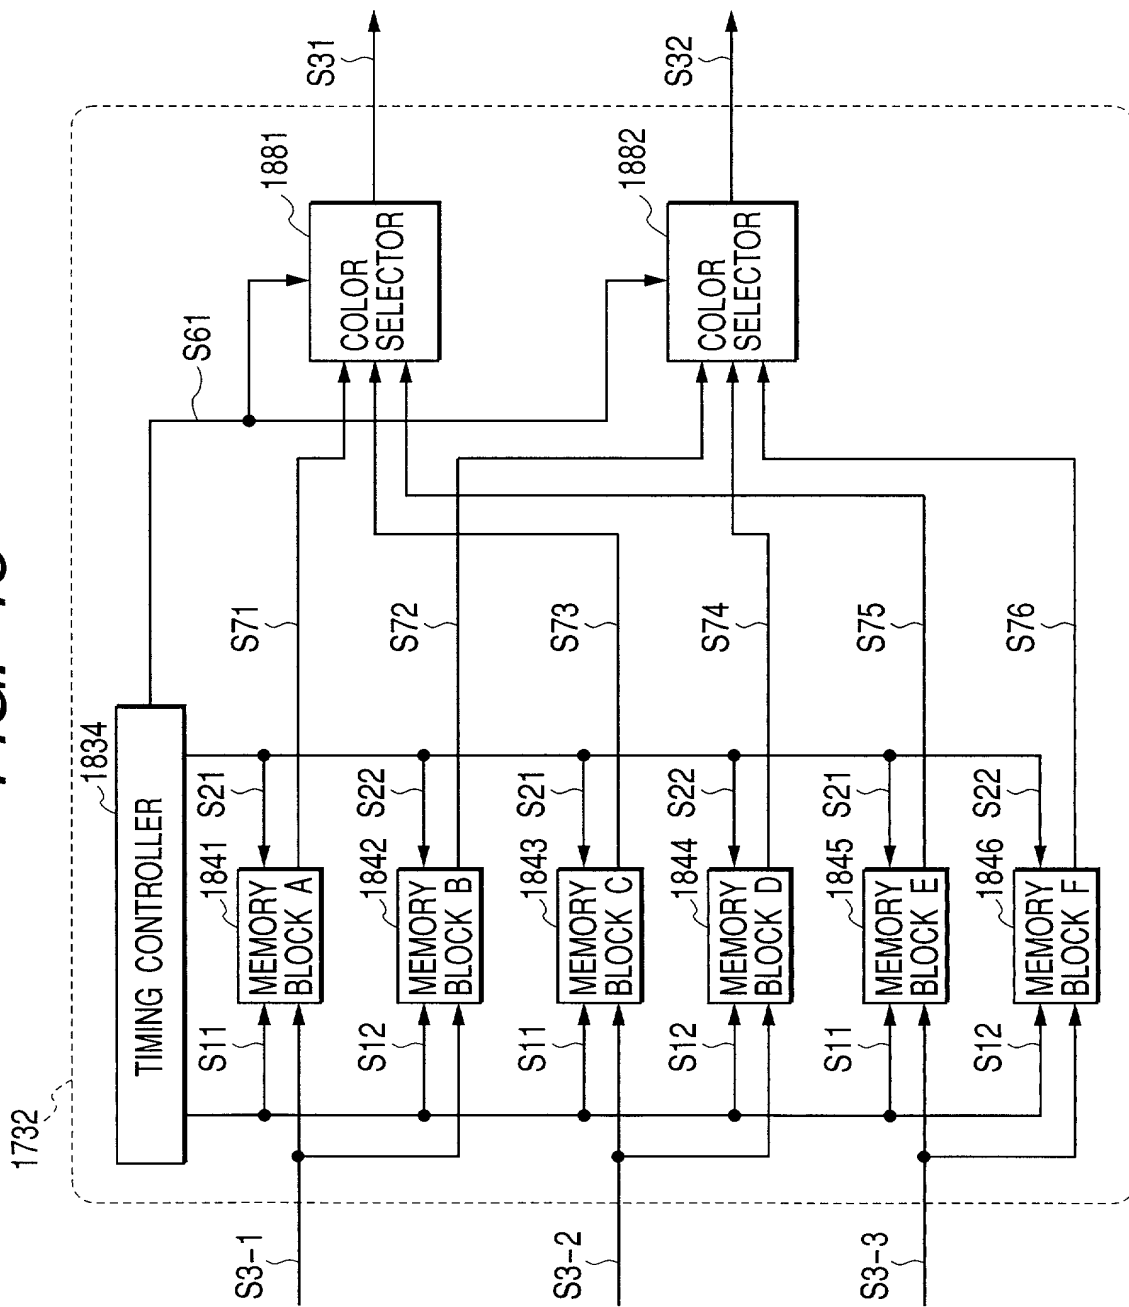 1732
1834
TIMING CONTROLLER
S61
S11
1841
S21
S3-1
MEMORY
BLOCK A
S71
1881
S31
COLOR
SELECTOR
S12
1842
S22
MEMORY
BLOCK B
S72
S11
1843
S21
S3-2
MEMORY
BLOCK C
S73
S12
1844
S22
1882
S32
MEMORY
BLOCK D
S74
COLOR
SELECTOR
S11
1845
S21
S3-3
MEMORY
BLOCK E
S75
S12
1846
S22
MEMORY
BLOCK F
S76